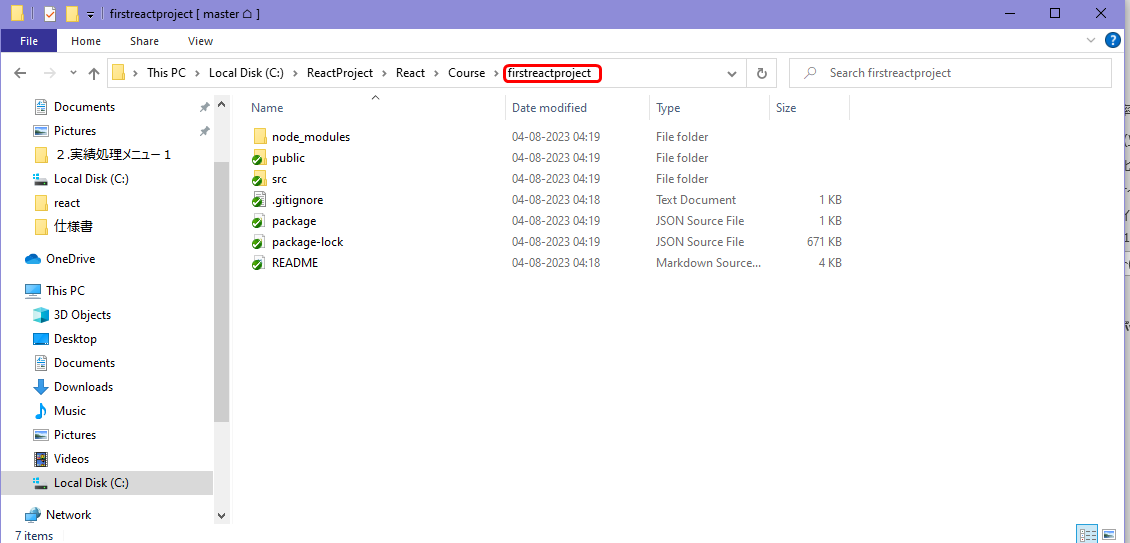 firstreactproject [ master ⌂ ]
File Home Share View
This PC > Local Disk (C:) > ReactProject > React > Course > firstreactproject
Search firstreactproject
Name Date modified Type Size
Documents
Pictures
２.実績処理メニュー１
Local Disk (C:)
react
仕様書
OneDrive
This PC
3D Objects
Desktop
Documents
Downloads
Music
Pictures
Videos
Local Disk (C:)
Network
node_modules 04-08-2023 04:19 File folder
public 04-08-2023 04:19 File folder
src 04-08-2023 04:19 File folder
.gitignore 04-08-2023 04:18 Text Document 1 KB
package 04-08-2023 04:19 JSON Source File 1 KB
package-lock 04-08-2023 04:19 JSON Source File 671 KB
README 04-08-2023 04:18 Markdown Source... 4 KB
7 items